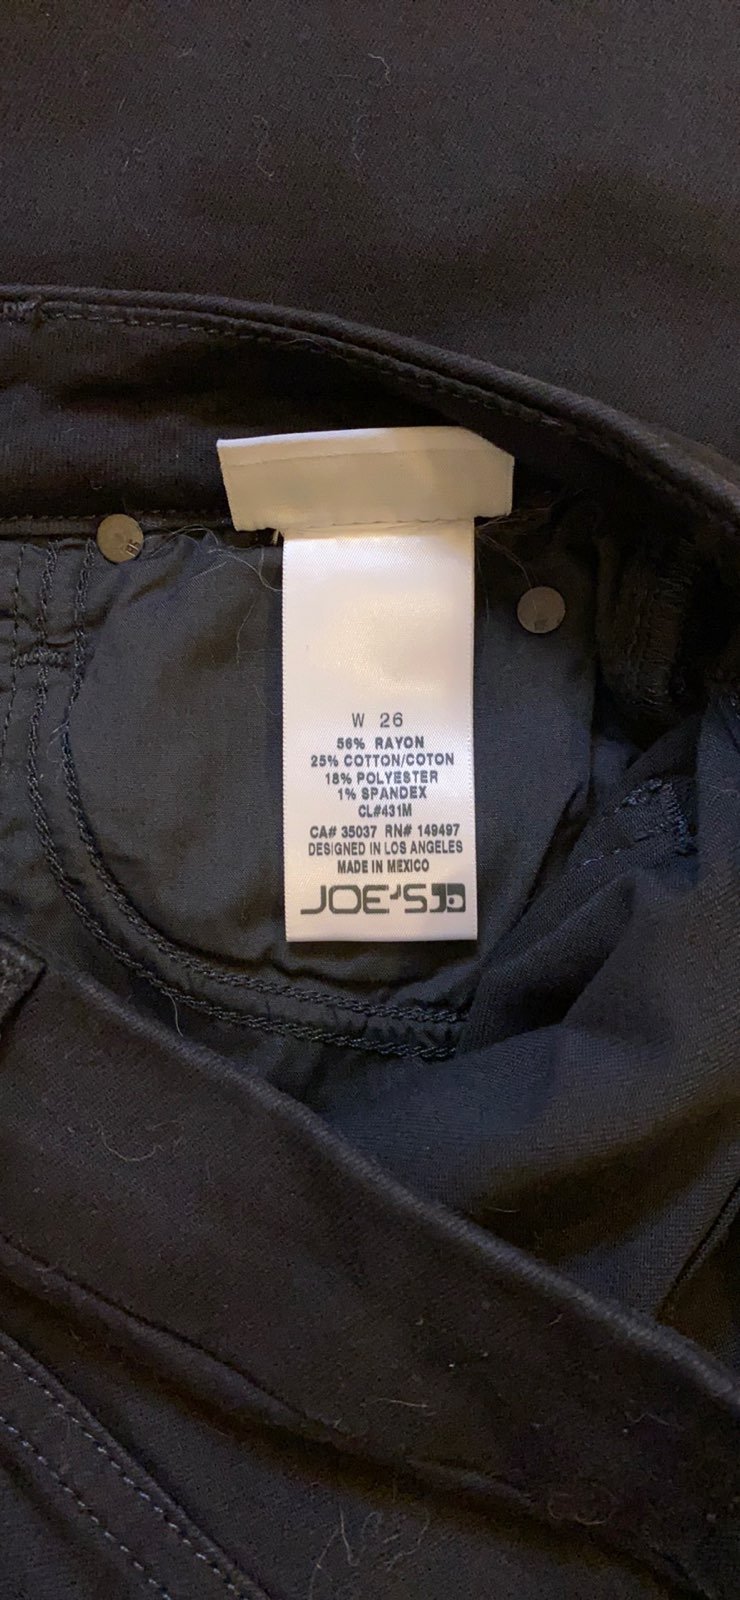 W 26
56% RAYON
25% COTTON/COTON
18% POLYESTER
1% SPANDEX
CL#431M
CA# 35037 RN# 149497
DESIGNED IN LOS ANGELES
MADE IN MEXICO
JOE'S